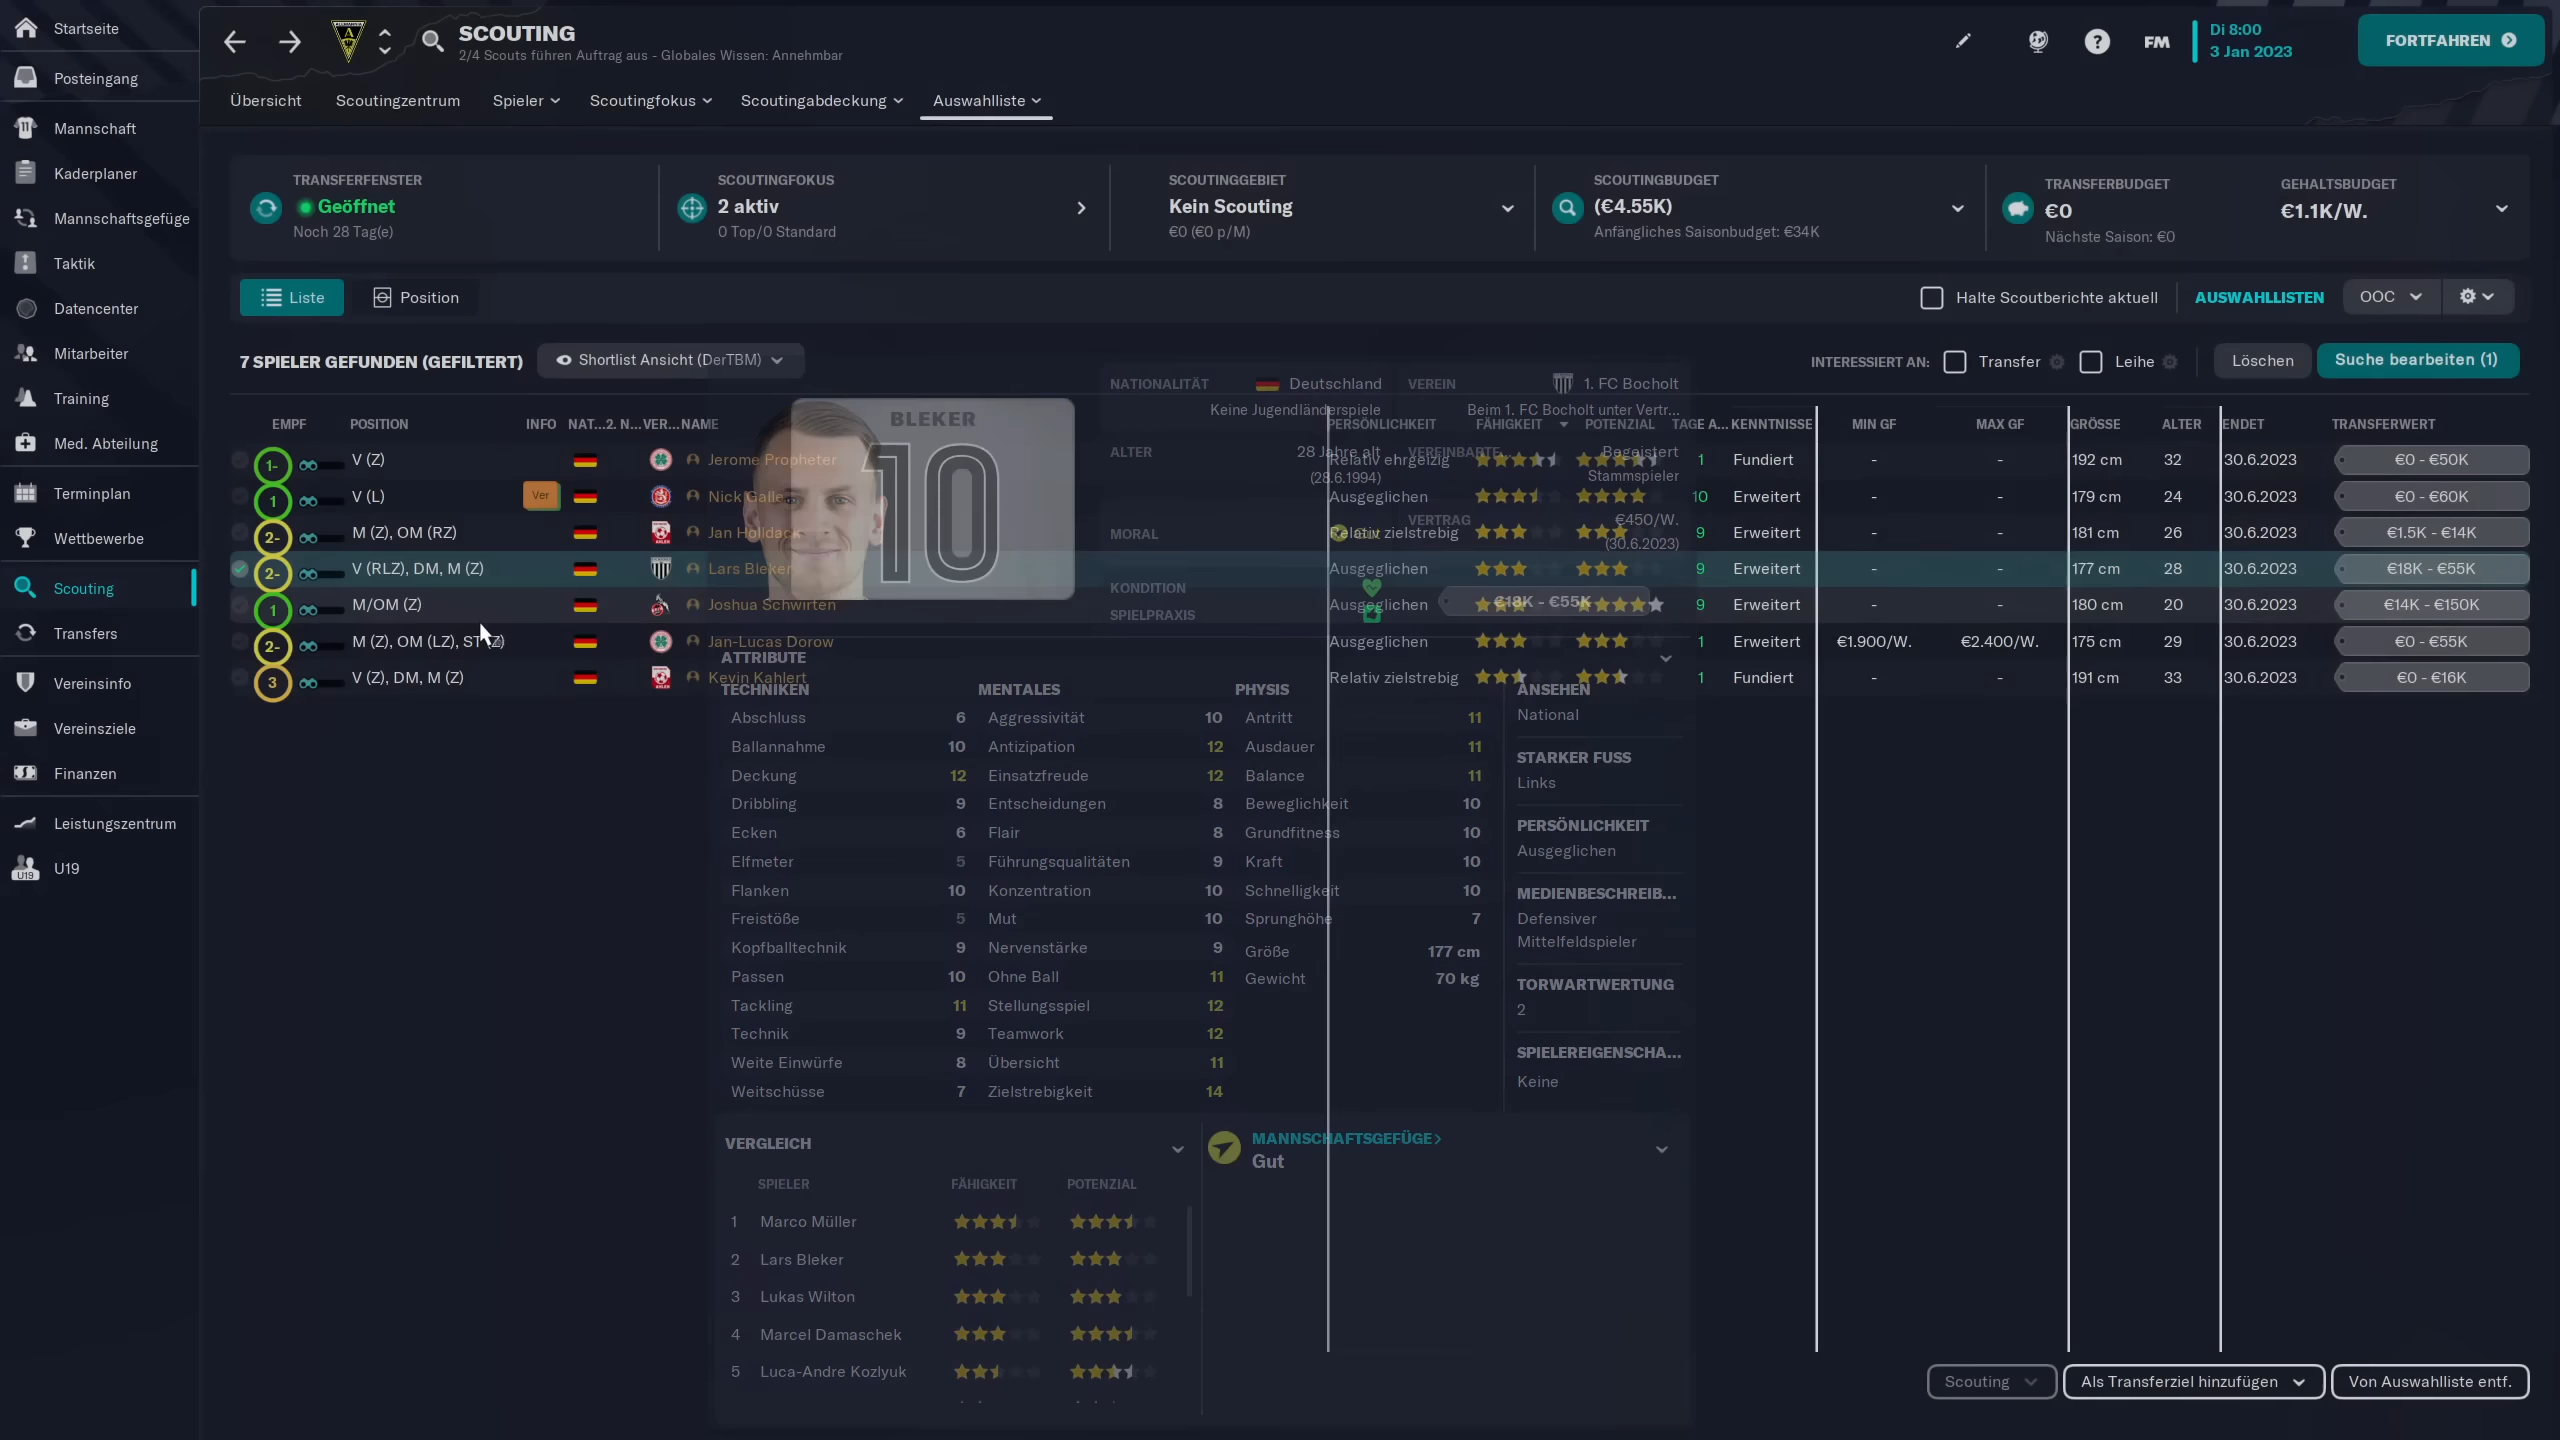 Startseite
Posteingang
Mannschaft
Kaderplaner
Mannschaftsgefüge
Taktik
Datencenter
Mitarbeiter
Training
Med. Abteilung
Terminplan
Wettbewerbe
Scouting
Transfers
Vereinsinfo
Vereinsziele
Finanzen
Leistungszentrum
U19
SCOUTING
2/4 Scouts führen Auftrag aus - Globales Wissen: Annehmbar
FM
Di 8:00
3 Jan 2023
FORTFAHREN
Übersicht Scoutingzentrum Spieler Scoutingfokus Scoutingabdeckung Auswahlliste
TRANSFERFENSTER
Geöffnet
Noch 28 Tag(e)
SCOUTINGFOKUS
2 aktiv
0 Top/0 Standard
SCOUTINGGEBIET
Kein Scouting
€0 (€0 p/M)
SCOUTINGBUDGET
(€4.55K)
Anfängliches Saisonbudget: €34K
TRANSFERBUDGET
€0
Nächste Saison: €0
GEHALTSBUDGET
€1.1K/W.
Liste Position
Halte Scoutberichte aktuell AUSWAHLLISTEN OOC
7 SPIELER GEFUNDEN (GEFILTERT) Shortlist Ansicht (DerTBM)
INTERESSIERT AN: Transfer Leihe Löschen Suche bearbeiten (1)
EMPF POSITION INFO NAT... 2. N... VER... NAME PERSÖNLICHKEIT FÄHIGKEIT POTENZIAL TAGE A... KENNTNISSE MIN GF MAX GF GRÖSSE ALTER ENDET TRANSFERWERT
1- V (Z) Jerome Propheter Relativ ehrgeizig 1 Fundiert - - 192 cm 32 30.6.2023 €0 - €50K
1 V (L) Ver Nick Galle Ausgeglichen 10 Erweitert - - 179 cm 24 30.6.2023 €0 - €60K
2- M (Z), OM (RZ) Jan Holldack Relativ zielstrebig 9 Erweitert - - 181 cm 26 30.6.2023 €1.5K - €14K
2- V (RLZ), DM, M (Z) Lars Bleker Ausgeglichen 9 Erweitert - - 177 cm 28 30.6.2023 €18K - €55K
1 M/OM (Z) Joshua Schwirten Ausgeglichen 9 Erweitert - - 180 cm 20 30.6.2023 €14K - €150K
2- M (Z), OM (LZ), ST (Z) Jan-Lucas Dorow Ausgeglichen 1 Erweitert €1.900/W. €2.400/W. 175 cm 29 30.6.2023 €0 - €55K
3 V (Z), DM, M (Z) Kevin Kahlert Relativ zielstrebig 1 Fundiert - - 191 cm 33 30.6.2023 €0 - €16K
BLEKER
10
NATIONALITÄT Deutschland
Keine Jugendländerspiele
VEREIN 1. FC Bocholt
Beim 1. FC Bocholt unter Vertr...
ALTER 28 Jahre alt
(28.6.1994)
VEREINBARTE... Begeistert
Stammspieler
MORAL
VERTRAG €450/W.
(30.6.2023)
KONDITION
SPIELPRAXIS
€18K - €55K
ATTRIBUTE
TECHNIKEN MENTALES PHYSIS
Abschluss 6 Aggressivität 10 Antritt 11
Ballannahme 10 Antizipation 12 Ausdauer 11
Deckung 12 Einsatzfreude 12 Balance 11
Dribbling 9 Entscheidungen 8 Beweglichkeit 10
Ecken 6 Flair 8 Grundfitness 10
Elfmeter 5 Führungsqualitäten 9 Kraft 10
Flanken 10 Konzentration 10 Schnelligkeit 10
Freistöße 5 Mut 10 Sprunghöhe 7
Kopfballtechnik 9 Nervenstärke 9 Größe 177 cm
Passen 10 Ohne Ball 11 Gewicht 70 kg
Tackling 11 Stellungsspiel 12
Technik 9 Teamwork 12
Weite Einwürfe 8 Übersicht 11
Weitschüsse 7 Zielstrebigkeit 14
ANSEHEN
National
STARKER FUSS
Links
PERSÖNLICHKEIT
Ausgeglichen
MEDIENBESCHREIB...
Defensiver
Mittelfeldspieler
TORWARTWERTUNG
2
SPIELEREIGENSCHA...
Keine
VERGLEICH
SPIELER FÄHIGKEIT POTENZIAL
1 Marco Müller
2 Lars Bleker
3 Lukas Wilton
4 Marcel Damaschek
5 Luca-Andre Kozlyuk
MANNSCHAFTSGEFÜGE
Gut
Scouting Als Transferziel hinzufügen Von Auswahlliste entf.